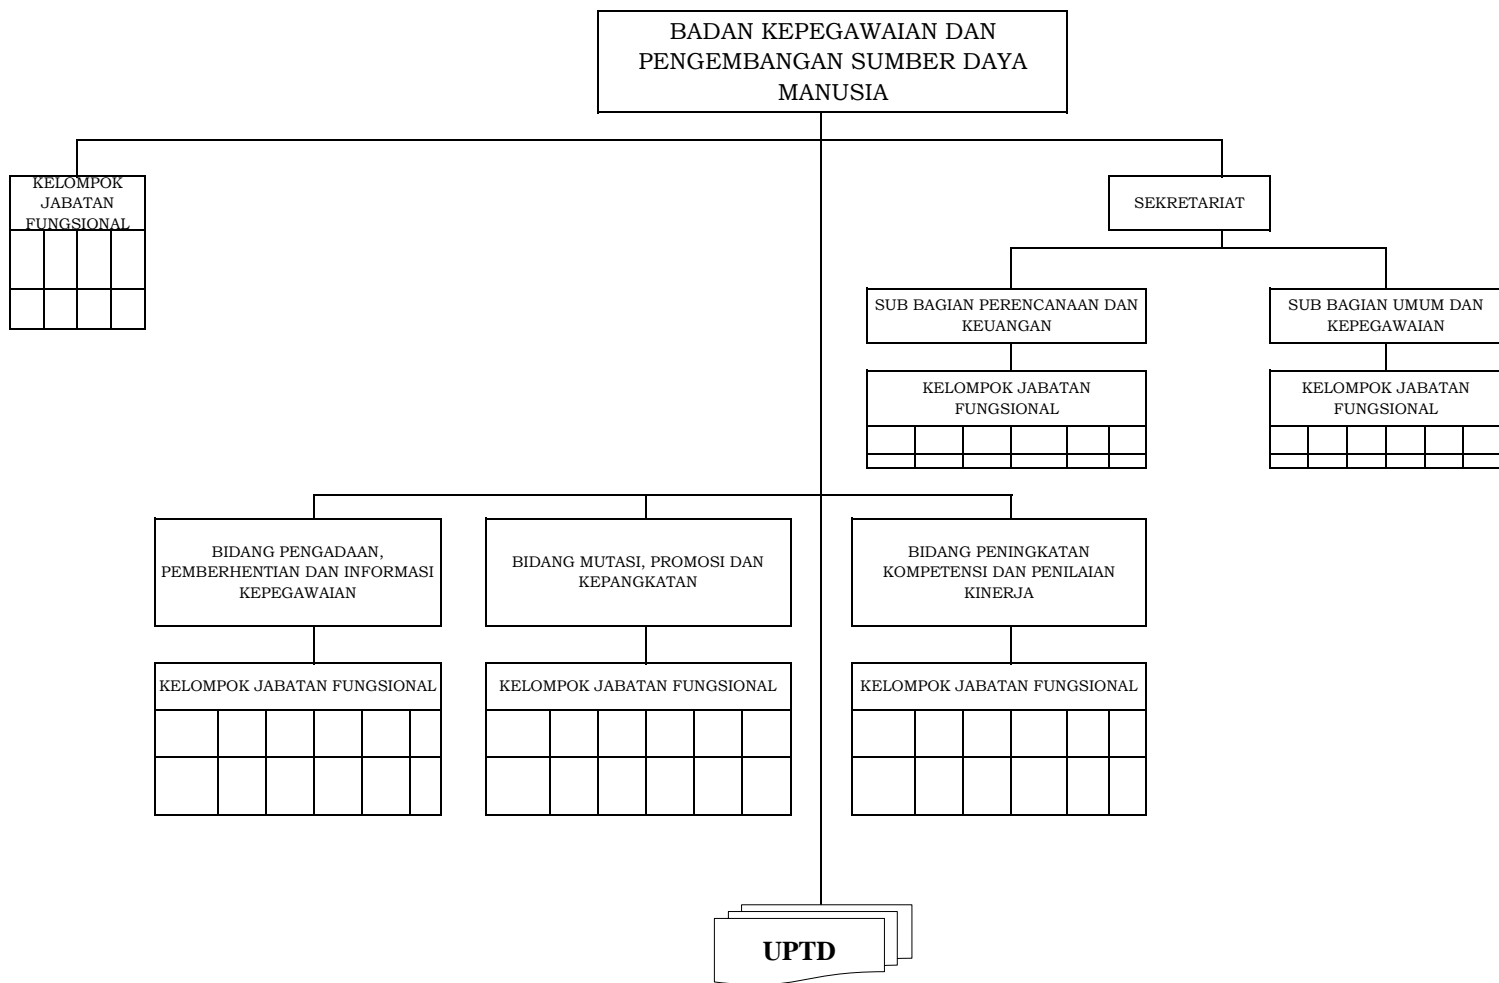 BADAN KEPEGAWAIAN DAN
PENGEMBANGAN SUMBER DAYA
MANUSIA
KELOMPOK
JABATAN
FUNGSIONAL
SEKRETARIAT
SUB BAGIAN PERENCANAAN DAN
KEUANGAN
SUB BAGIAN UMUM DAN
KEPEGAWAIAN
KELOMPOK JABATAN
FUNGSIONAL
KELOMPOK JABATAN
FUNGSIONAL
BIDANG PENGADAAN,
PEMBERHENTIAN DAN INFORMASI
KEPEGAWAIAN
BIDANG MUTASI, PROMOSI DAN
KEPANGKATAN
BIDANG PENINGKATAN
KOMPETENSI DAN PENILAIAN
KINERJA
KELOMPOK JABATAN FUNGSIONAL
KELOMPOK JABATAN FUNGSIONAL
KELOMPOK JABATAN FUNGSIONAL
UPTD